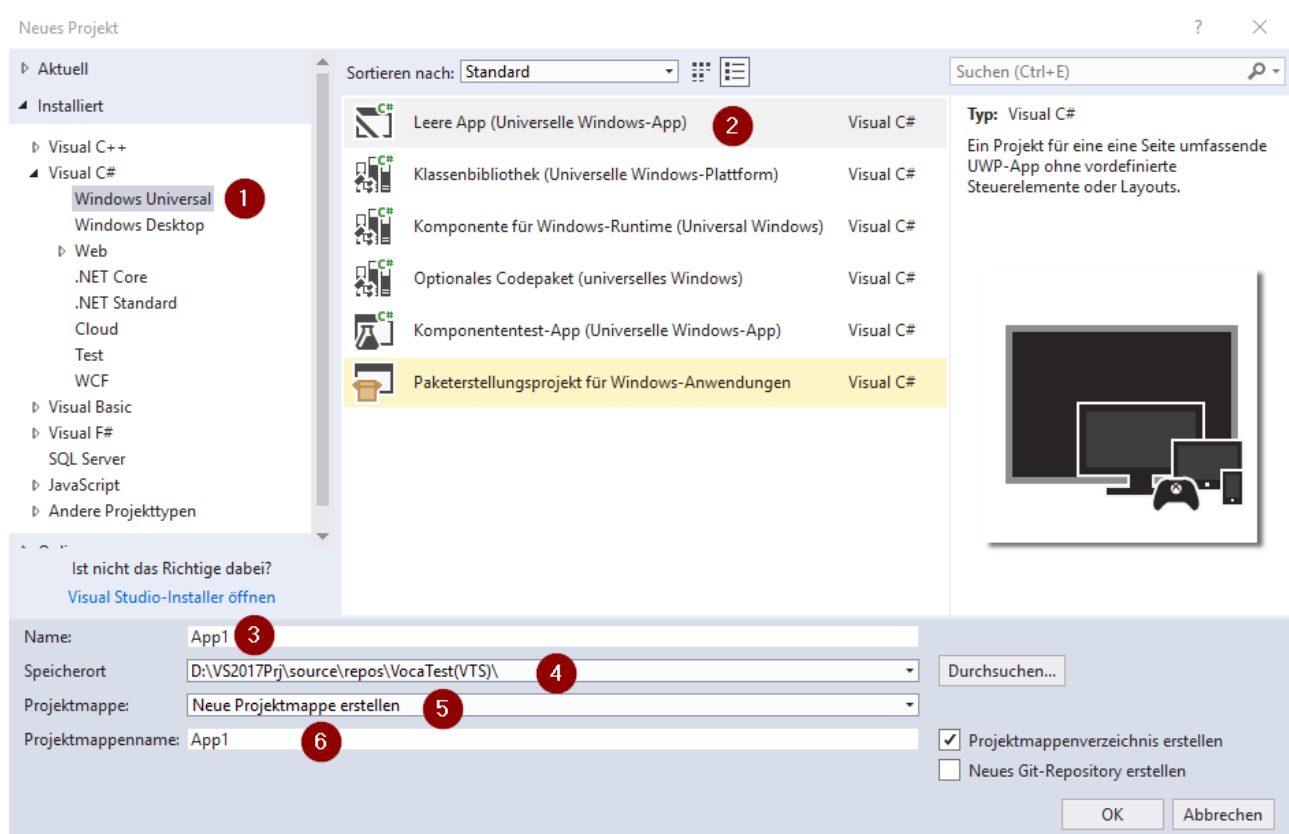 Neues Projekt
?
Aktuell
Installiert
Visual C++
Visual C#
Windows Universal 1
Windows Desktop
Web
.NET Core
.NET Standard
Cloud
Test
WCF
Visual Basic
Visual F#
SQL Server
JavaScript
Andere Projekttypen
Ist nicht das Richtige dabei?
Visual Studio-Installer öffnen
Sortieren nach: Standard
C# Leere App (Universelle Windows-App) 2 Visual C#
C# Klassenbibliothek (Universelle Windows-Plattform) Visual C#
C# Komponente für Windows-Runtime (Universal Windows) Visual C#
C# Optionales Codepaket (universelles Windows) Visual C#
C# Komponententest-App (Universelle Windows-App) Visual C#
Paketerstellungsprojekt für Windows-Anwendungen Visual C#
Suchen (Ctrl+E)
Typ: Visual C#
Ein Projekt für eine eine Seite umfassende
UWP-App ohne vordefinierte
Steuerelemente oder Layouts.
Name: App1 3
Speicherort D:\VS2017Prj\source\repos\VocaTest(VTS)\ 4 Durchsuchen...
Projektmappe: Neue Projektmappe erstellen 5
Projektmappenname: App1 6
Projektmappenverzeichnis erstellen
Neues Git-Repository erstellen
OK Abbrechen